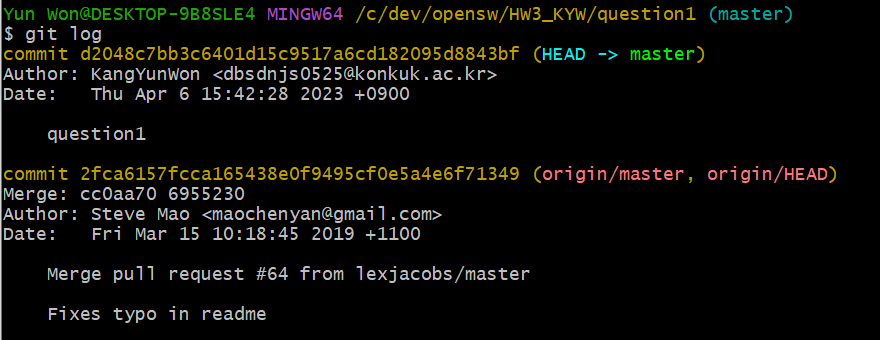 Yun Won@DESKTOP-9B8SLE4 MINGW64 /c/dev/opensw/HW3_KYW/question1 (master)
$ git log
commit d2048c7bb3c6401d15c9517a6cd182095d8843bf (HEAD -> master)
Author: KangYunWon <dbsdnjs0525@konkuk.ac.kr>
Date:   Thu Apr 6 15:42:28 2023 +0900
question1
commit 2fca6157fcca165438e0f9495cf0e5a4e6f71349 (origin/master, origin/HEAD)
Merge: cc0aa70 6955230
Author: Steve Mao <maochenyan@gmail.com>
Date:   Fri Mar 15 10:18:45 2019 +1100
Merge pull request #64 from lexjacobs/master
Fixes typo in readme